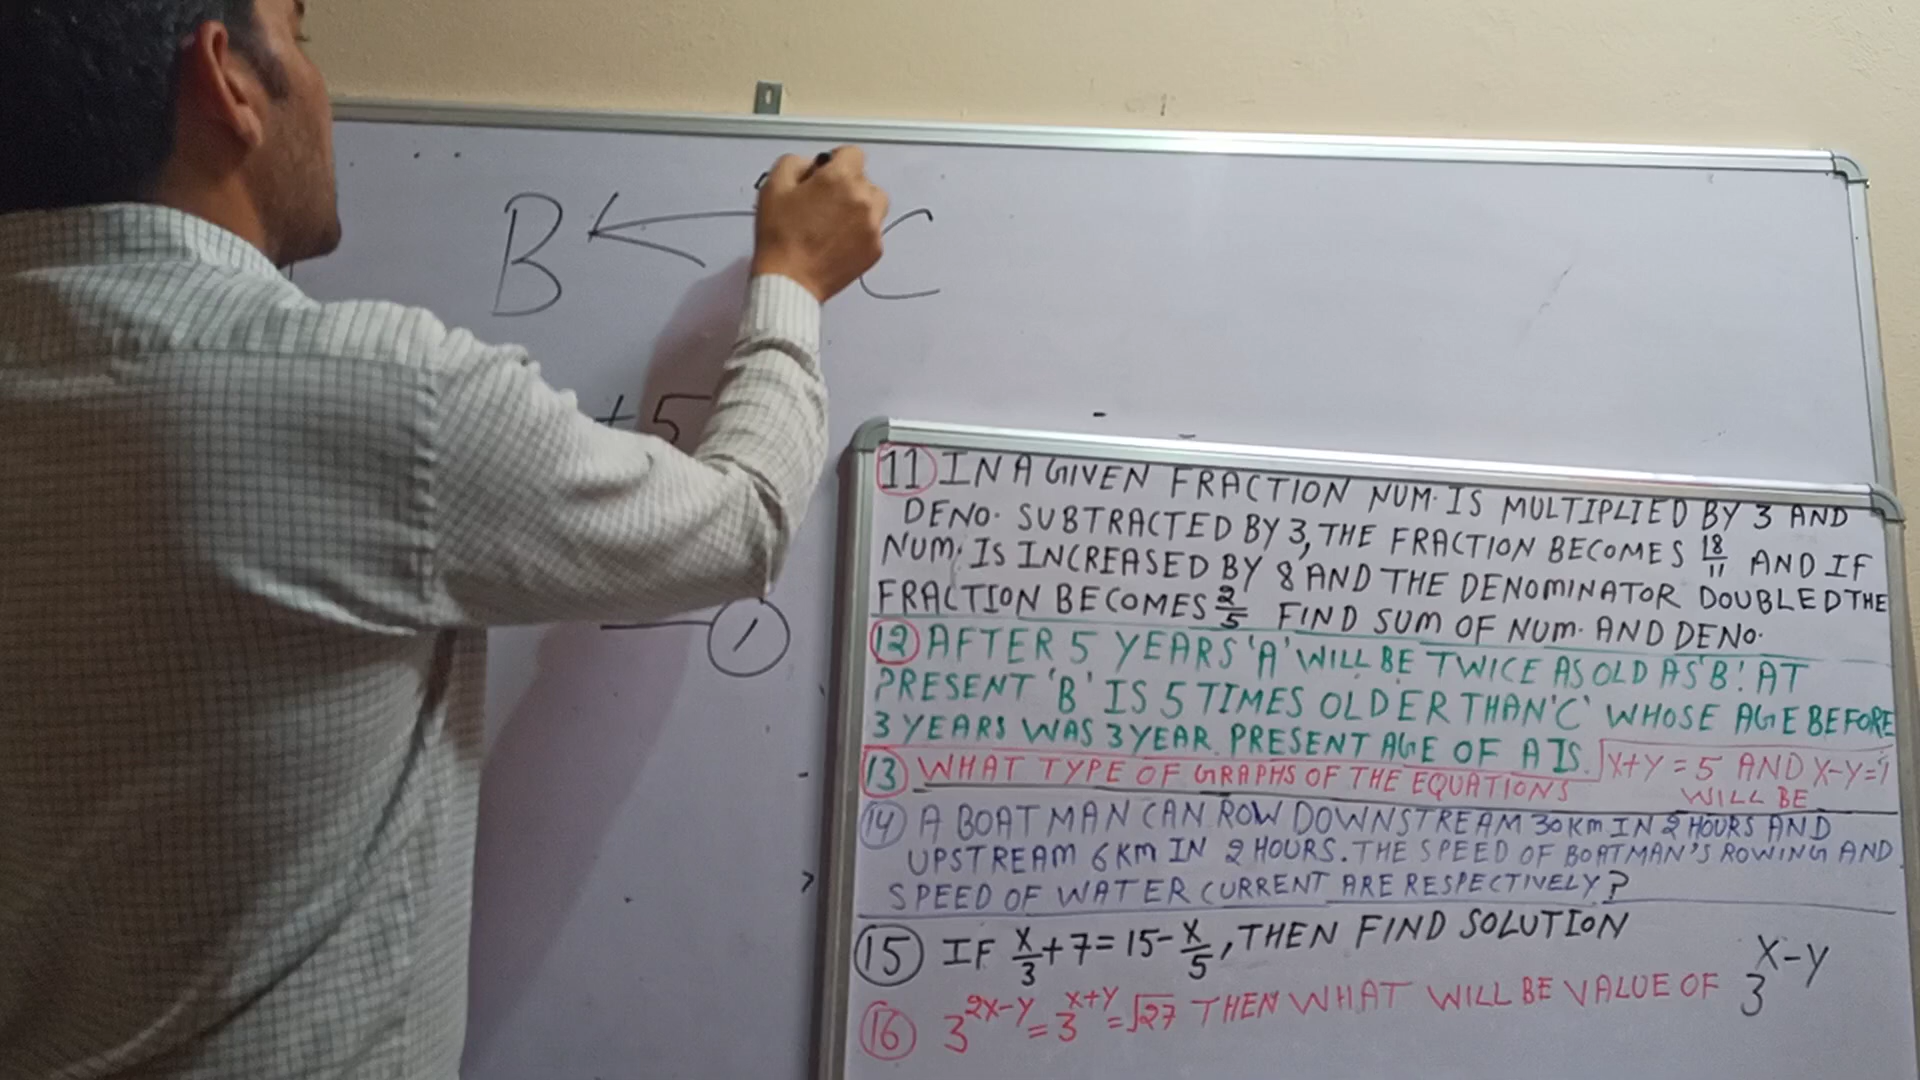 B ← C
+5
1
11 IN A GIVEN FRACTION NUM. IS MULTIPLIED BY 3 AND
DENO. SUBTRACTED BY 3, THE FRACTION BECOMES 18/11 AND IF
NUM. IS INCREASED BY 8 AND THE DENOMINATOR DOUBLED THE
FRACTION BECOMES 2/5 FIND SUM OF NUM. AND DENO.
12 AFTER 5 YEARS 'A' WILL BE TWICE AS OLD AS 'B'. AT
PRESENT 'B' IS 5 TIMES OLDER THAN 'C' WHOSE AGE BEFORE
3 YEARS WAS 3 YEAR. PRESENT AGE OF A IS.
13 WHAT TYPE OF GRAPHS OF THE EQUATIONS X+Y=5 AND X-Y=1
WILL BE
14 A BOATMAN CAN ROW DOWNSTREAM 30KM IN 2 HOURS AND
UPSTREAM 6KM IN 2 HOURS. THE SPEED OF BOATMAN'S ROWING AND
SPEED OF WATER CURRENT ARE RESPECTIVELY?
15 IF X/3+7=15-X/5, THEN FIND SOLUTION
16 3^(2X-Y)=3^(X+Y)=√27 THEN WHAT WILL BE VALUE OF 3^(X-Y)